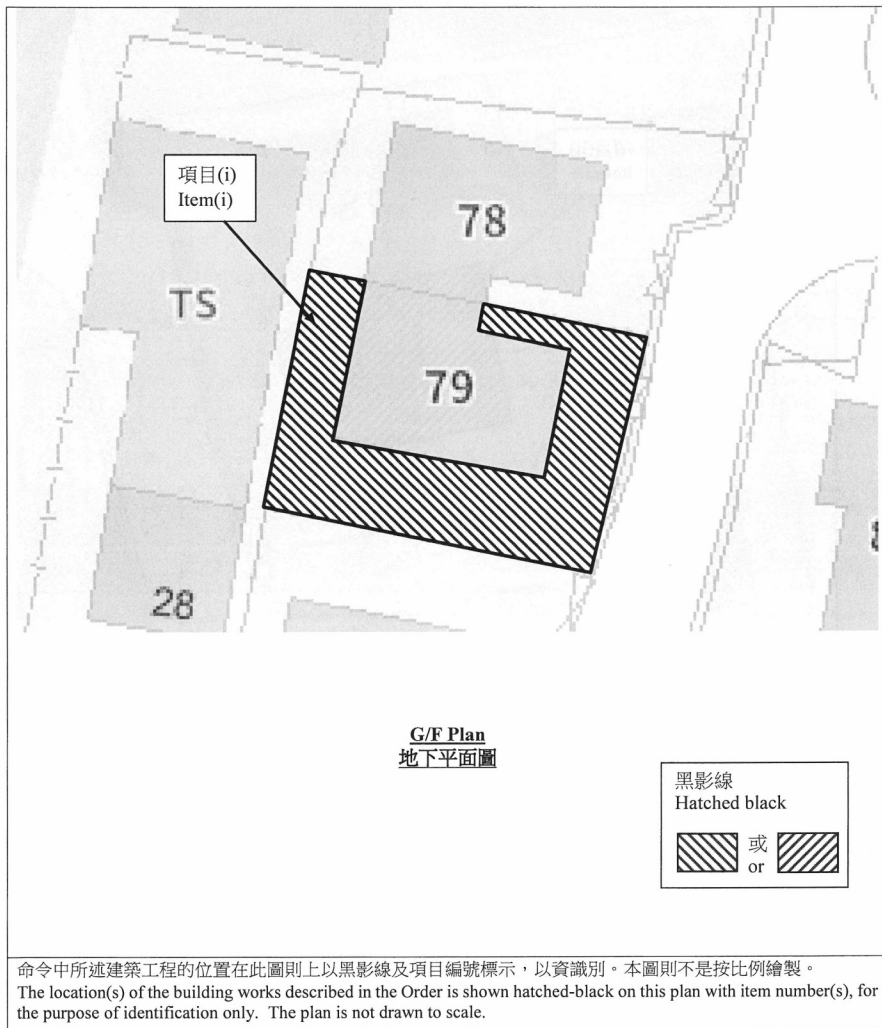 項目(i)
Item(i)
78
TS
79
28
G/F Plan
地下平面圖
黑影線
Hatched black
或
or
命令中所述建築工程的位置在此圖則上以黑影線及項目編號標示，以資識別。本圖則不是按比例繪製。
The location(s) of the building works described in the Order is shown hatched-black on this plan with item number(s), for
the purpose of identification only.  The plan is not drawn to scale.